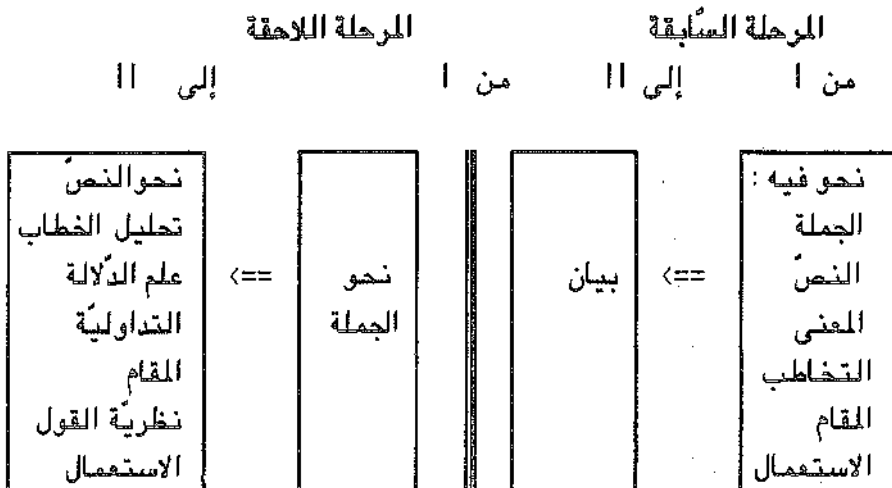 المرحلة السّابقة
المرحلة اللاحقة
من I إلى II
من I إلى II
نحو فيه :
الجملة
النصّ
المعنى
التخاطب
المقام
الاستعمال
==>
بيان
نحو
الجملة
==>
نحو النصّ
تحليل الخطاب
علم الدّلالة
التداوليّة
المقام
نظريّة القول
الاستعمال